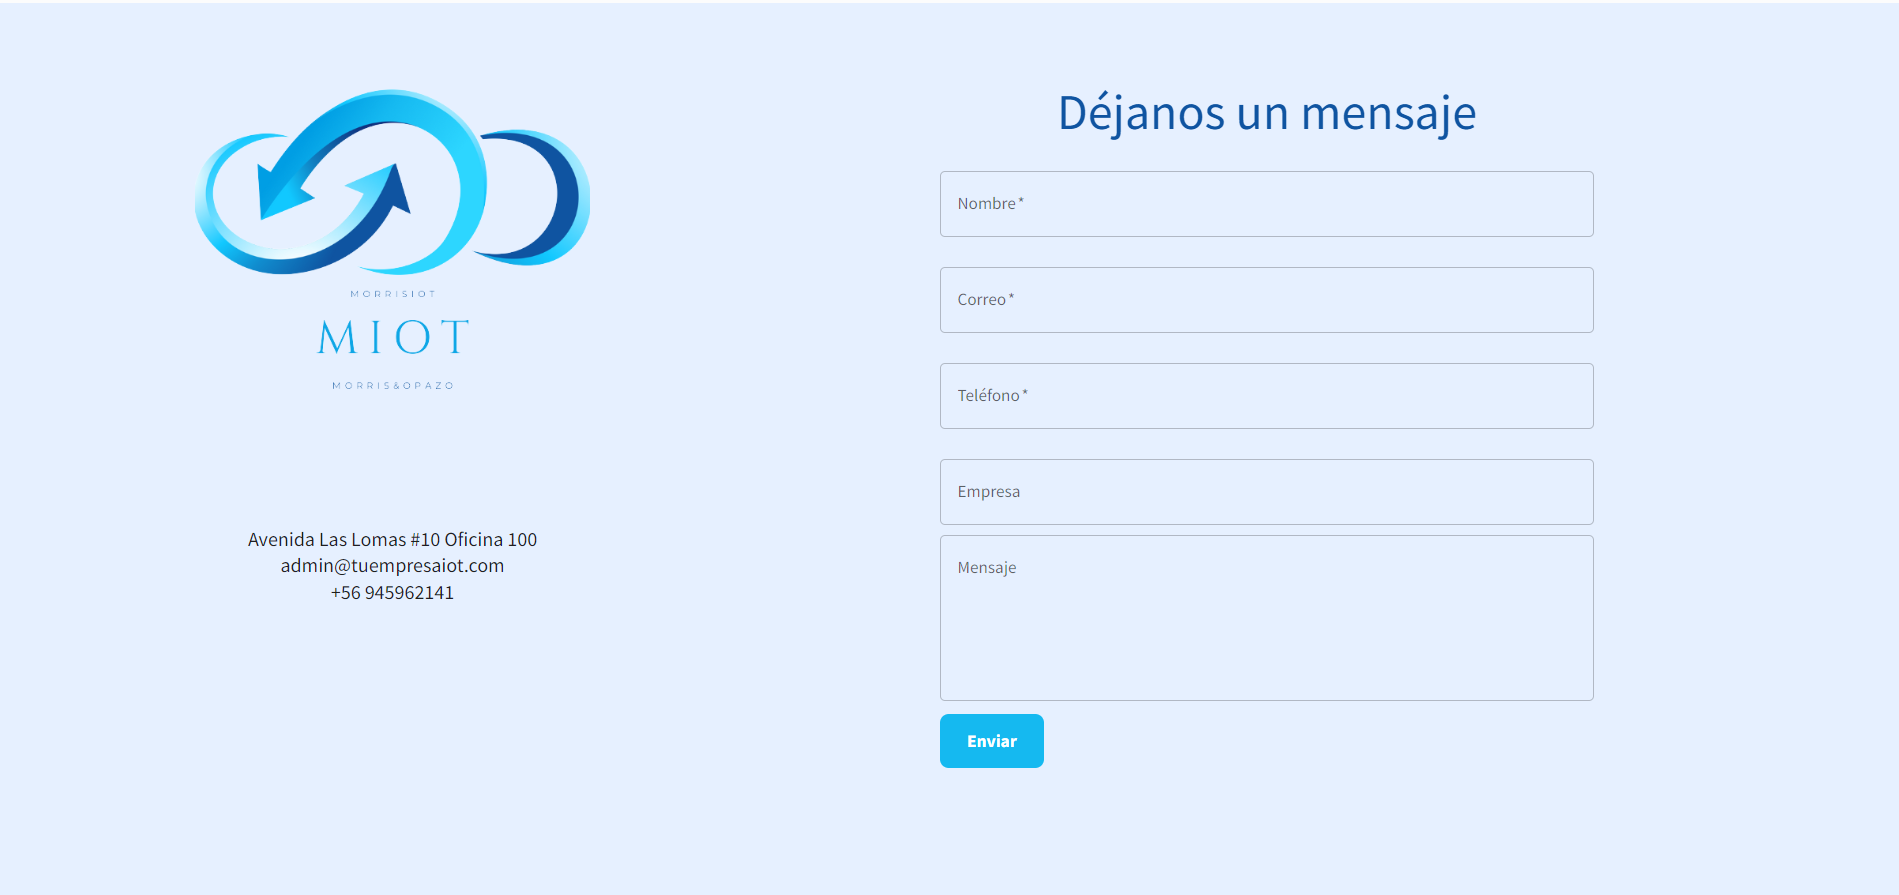 MORRISIOT
MIOT
MORRIS&OPAZO
Avenida Las Lomas #10 Oficina 100
admin@tuempresaiot.com
+56 945962141
Déjanos un mensaje
Nombre *
Correo *
Teléfono *
Empresa
Mensaje
Enviar